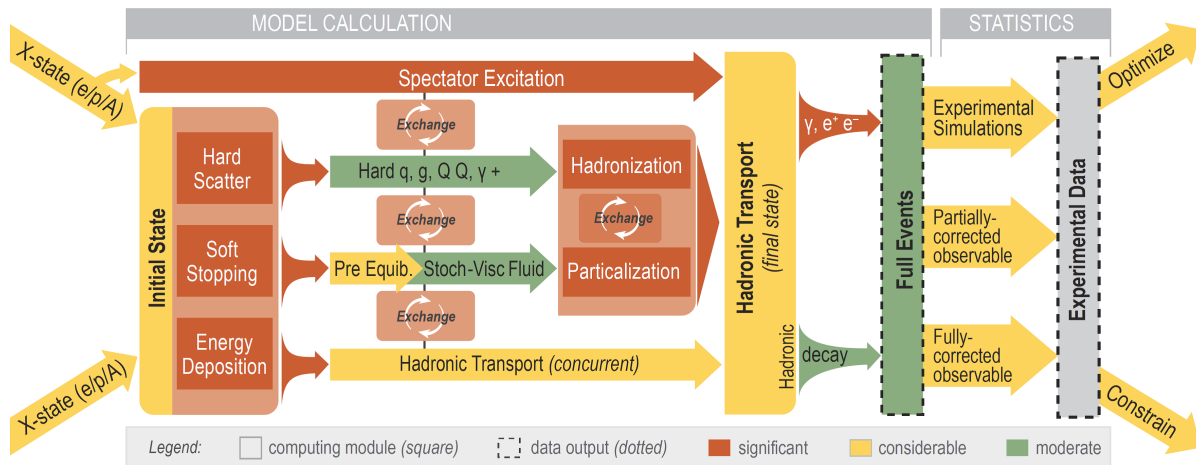 MODEL CALCULATION
STATISTICS
X-state (e/p/A)
X-state (e/p/A)
Initial State
Hard
Scatter
Soft
Stopping
Energy
Deposition
Spectator Excitation
Exchange
Hard q, g, Q Q, γ +
Exchange
Pre Equib.
Stoch-Visc Fluid
Exchange
Hadronic Transport (concurrent)
Hadronization
Exchange
Particalization
Hadronic Transport
(final state)
γ, e⁺ e⁻
Hadronic
decay
Full Events
Experimental
Simulations
Partially-
corrected
observable
Fully-
corrected
observable
Experimental Data
Optimize
Constrain
Legend:
computing module (square)
data output (dotted)
significant
considerable
moderate